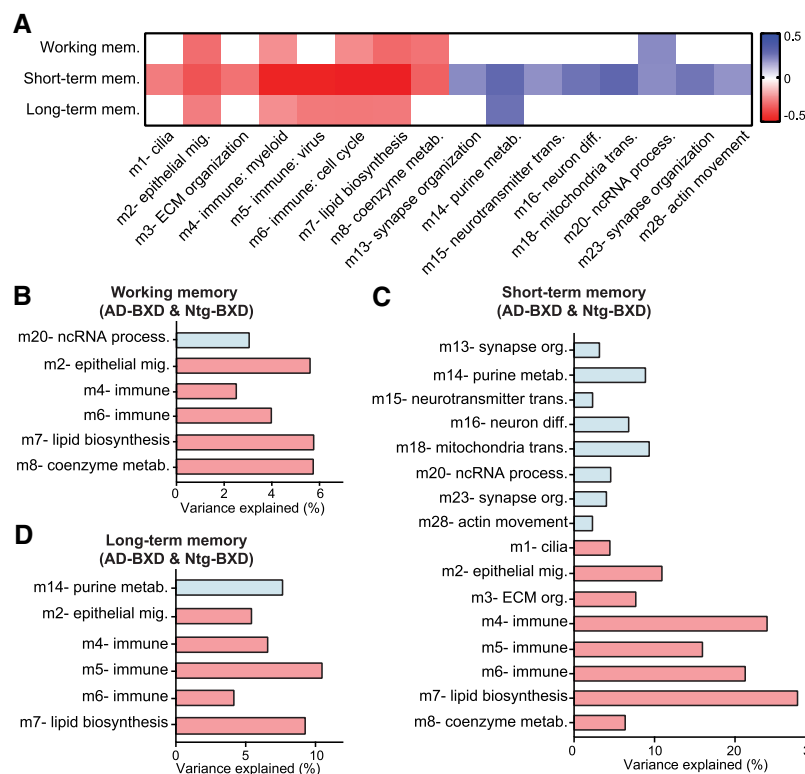 A
Working mem.
Short-term mem.
Long-term mem.
0.5
0
-0.5
m1- cilia
m2- epithelial mig.
m3- ECM organization
m4- immune: myeloid
m5- immune: virus
m6- immune: cell cycle
m7- lipid biosynthesis
m8- coenzyme metab.
m13- synapse organization
m14- purine metab.
m15- neurotransmitter trans.
m16- neuron diff.
m18- mitochondria trans.
m20- ncRNA process.
m23- synapse organization
m28- actin movement
B
Working memory
(AD-BXD & Ntg-BXD)
m20- ncRNA process.
m2- epithelial mig.
m4- immune
m6- immune
m7- lipid biosynthesis
m8- coenzyme metab.
0 2 4 6
Variance explained (%)
C
Short-term memory
(AD-BXD & Ntg-BXD)
m13- synapse org.
m14- purine metab.
m15- neurotransmitter trans.
m16- neuron diff.
m18- mitochondria trans.
m20- ncRNA process.
m23- synapse org.
m28- actin movement
m1- cilia
m2- epithelial mig.
m3- ECM org.
m4- immune
m5- immune
m6- immune
m7- lipid biosynthesis
m8- coenzyme metab.
0 10 20
Variance explained (%)
D
Long-term memory
(AD-BXD & Ntg-BXD)
m14- purine metab.
m2- epithelial mig.
m4- immune
m5- immune
m6- immune
m7- lipid biosynthesis
0 5 10
Variance explained (%)